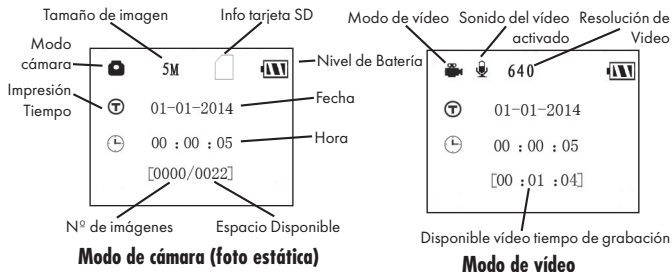 Tamaño de imagen
Info tarjeta SD
Modo cámara
5M
Nivel de Batería
Impresión Tiempo
T
01-01-2014
Fecha
00 : 00 : 05
Hora
[0000/0022]
Nº de imágenes
Espacio Disponible
Modo de cámara (foto estática)
Modo de vídeo
Sonido del vídeo activado
Resolución de Video
640
T
01-01-2014
00 : 00 : 05
[00 : 01 : 04]
Disponible vídeo tiempo de grabación
Modo de vídeo